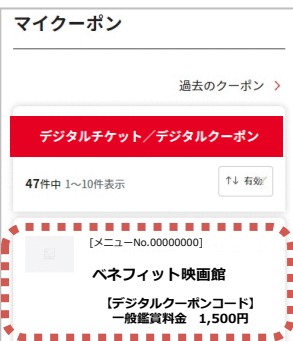 マイクーポン
過去のクーポン >
デジタルチケット／デジタルクーポン
47件中 1〜10件表示
↑↓ 有効
[メニューNo.00000000]
ベネフィット映画館
【デジタルクーポンコード】
一般鑑賞料金 1,500円